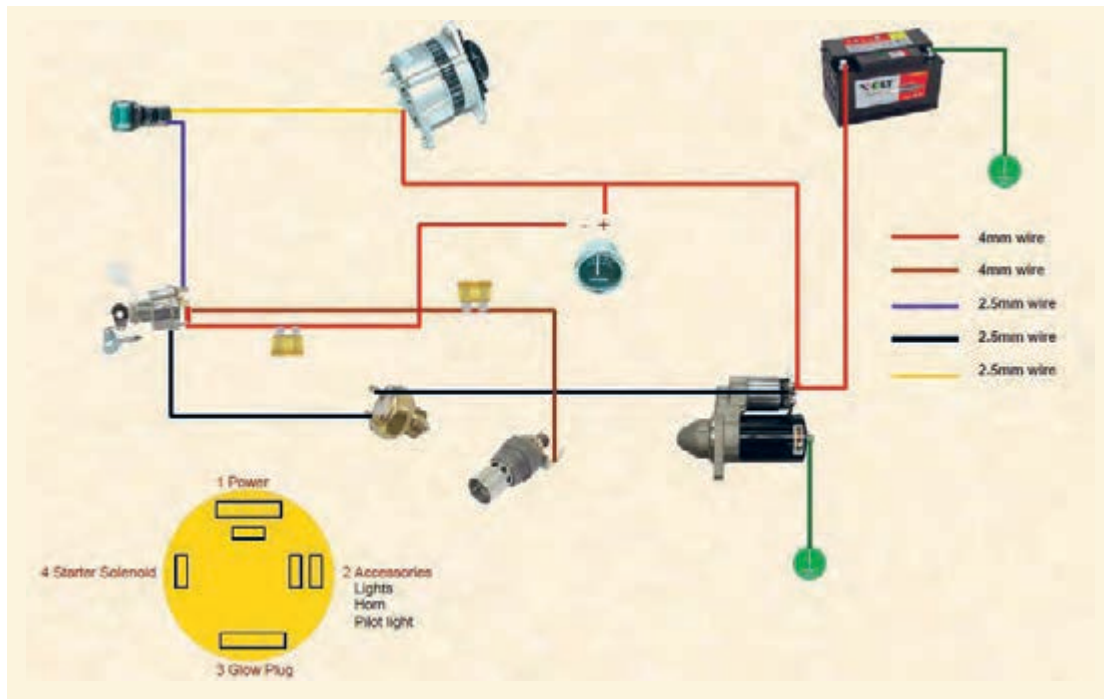 - +
4mm wire
4mm wire
2.5mm wire
2.5mm wire
2.5mm wire
1 Power
4 Starter Solenoid
2 Accessories
Lights
Horn
Pilot light
3 Glow Plug